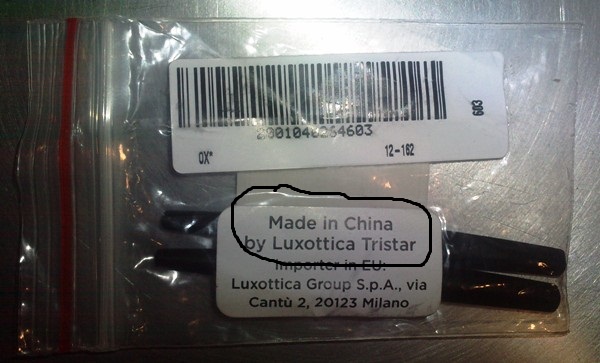 2001040264603
603
OX*
12-162
Made in China
by Luxottica Tristar
Importer in EU:
Luxottica Group S.p.A., via
Cantù 2, 20123 Milano